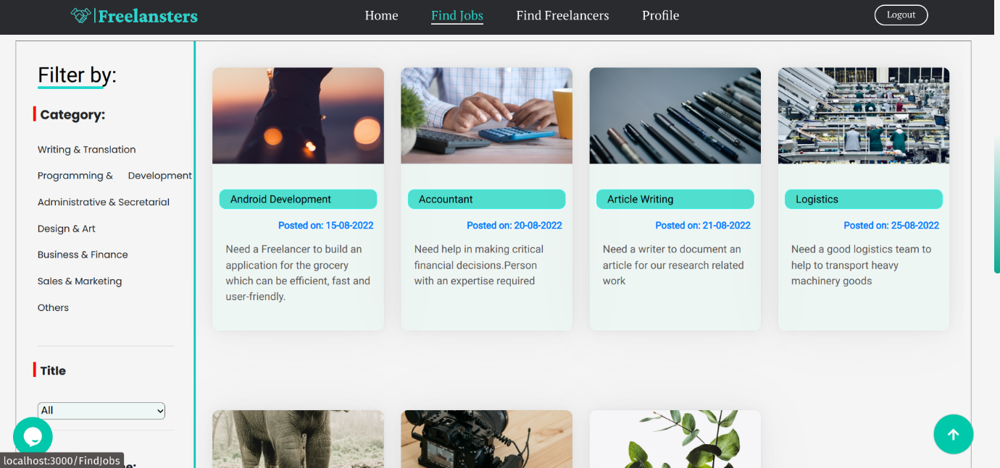 Freelansters
Home
Find Jobs
Find Freelancers
Profile
Logout
Filter by:
Category:
Writing & Translation
Programming & Development
Administrative & Secretarial
Design & Art
Business & Finance
Sales & Marketing
Others
Title
All
localhost:3000/FindJobs
Android Development
Posted on: 15-08-2022
Need a Freelancer to build an
application for the grocery
which can be efficient, fast and
user-friendly.
Accountant
Posted on: 20-08-2022
Need help in making critical
financial decisions.Person
with an expertise required
Article Writing
Posted on: 21-08-2022
Need a writer to document an
article for our research related
work
Logistics
Posted on: 25-08-2022
Need a good logistics team to
help to transport heavy
machinery goods